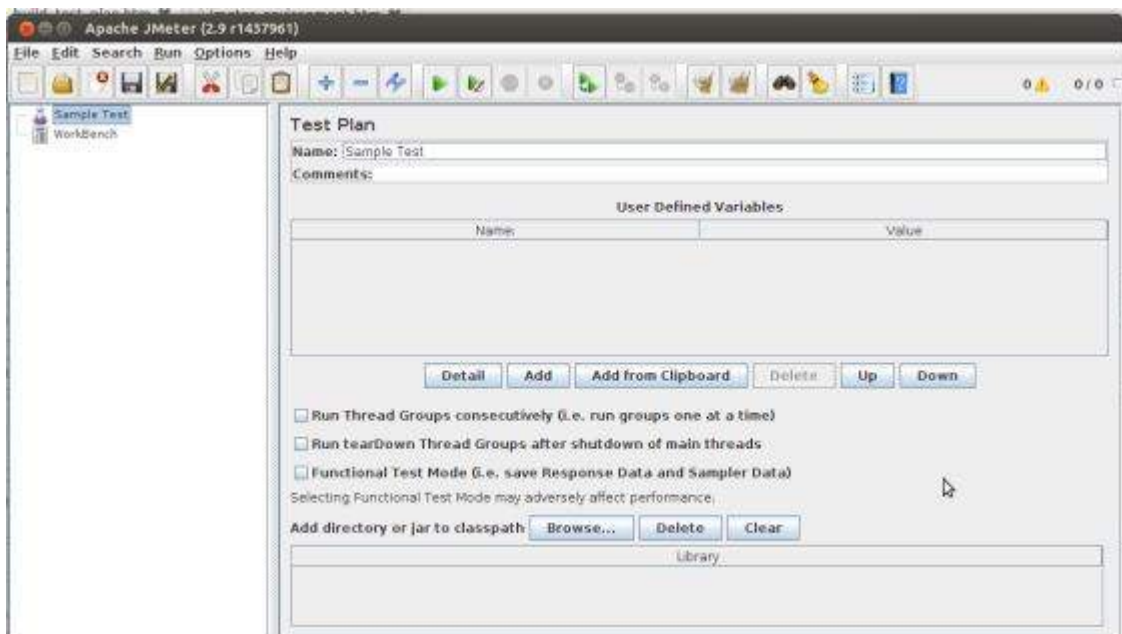 Apache JMeter (2.9 r1437961)
File Edit Search Run Options Help
0 0 / 0
Sample Test
WorkBench
Test Plan
Name: Sample Test
Comments:
User Defined Variables
Name: Value
Detail Add Add from Clipboard Delete Up Down
Run Thread Groups consecutively (i.e. run groups one at a time)
Run tearDown Thread Groups after shutdown of main threads
Functional Test Mode (i.e. save Response Data and Sampler Data)
Selecting Functional Test Mode may adversely affect performance.
Add directory or jar to classpath Browse... Delete Clear
Library